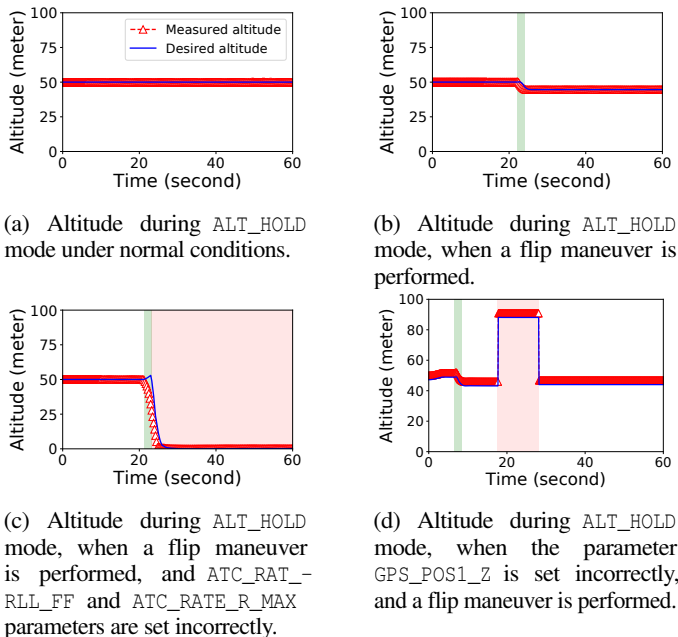 100
75
50
25
0
Altitude (meter)
Measured altitude
Desired altitude
0 20 40 60
Time (second)
(a) Altitude during ALT_HOLD
mode under normal conditions.
100
75
50
25
0
Altitude (meter)
0 20 40 60
Time (second)
(b) Altitude during ALT_HOLD
mode, when a flip maneuver is
performed.
100
50
0
Altitude (meter)
0 20 40 60
Time (second)
(c) Altitude during ALT_HOLD
mode, when a flip maneuver
is performed, and ATC_RAT_-
RLL_FF and ATC_RATE_R_MAX
parameters are set incorrectly.
100
80
60
40
20
0
Altitude (meter)
0 20 40 60
Time (second)
(d) Altitude during ALT_HOLD
mode, when the parameter
GPS_POS1_Z is set incorrectly,
and a flip maneuver is performed.